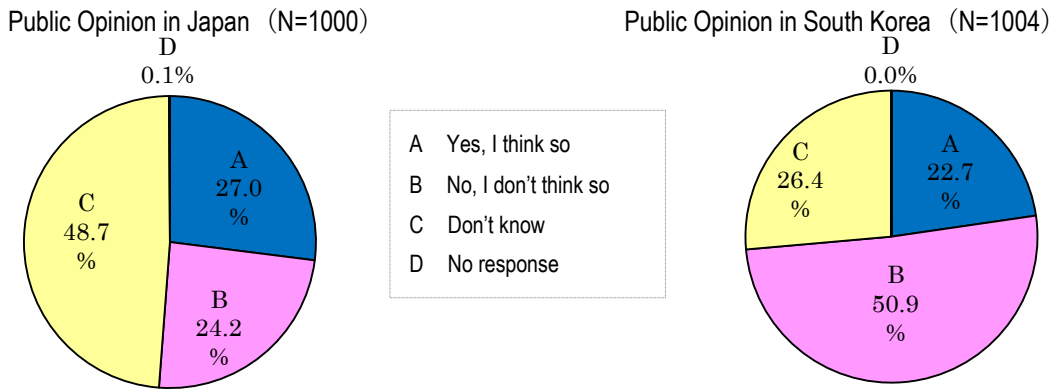 Public Opinion in Japan （N=1000）
D
0.1%
A
27.0
%
B
24.2
%
C
48.7
%
A Yes, I think so
B No, I don't think so
C Don't know
D No response
Public Opinion in South Korea （N=1004）
D
0.0%
A
22.7
%
B
50.9
%
C
26.4
%